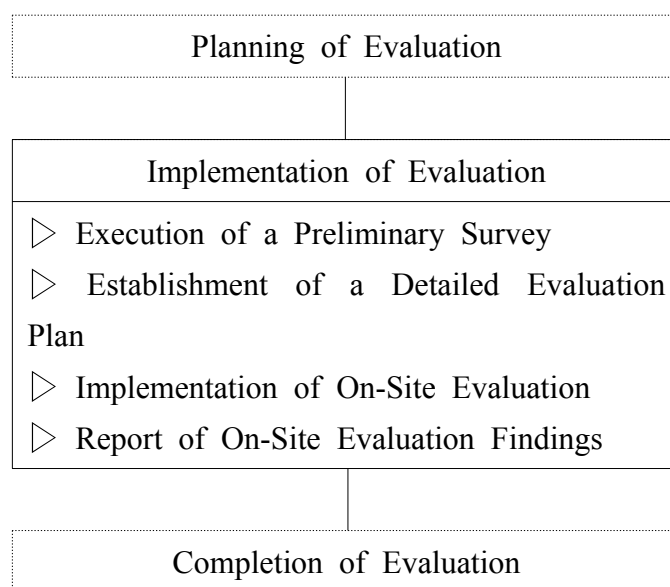 Planning of Evaluation
Implementation of Evaluation
▷ Execution of a Preliminary Survey
▷ Establishment of a Detailed Evaluation
Plan
▷ Implementation of On-Site Evaluation
▷ Report of On-Site Evaluation Findings
Completion of Evaluation